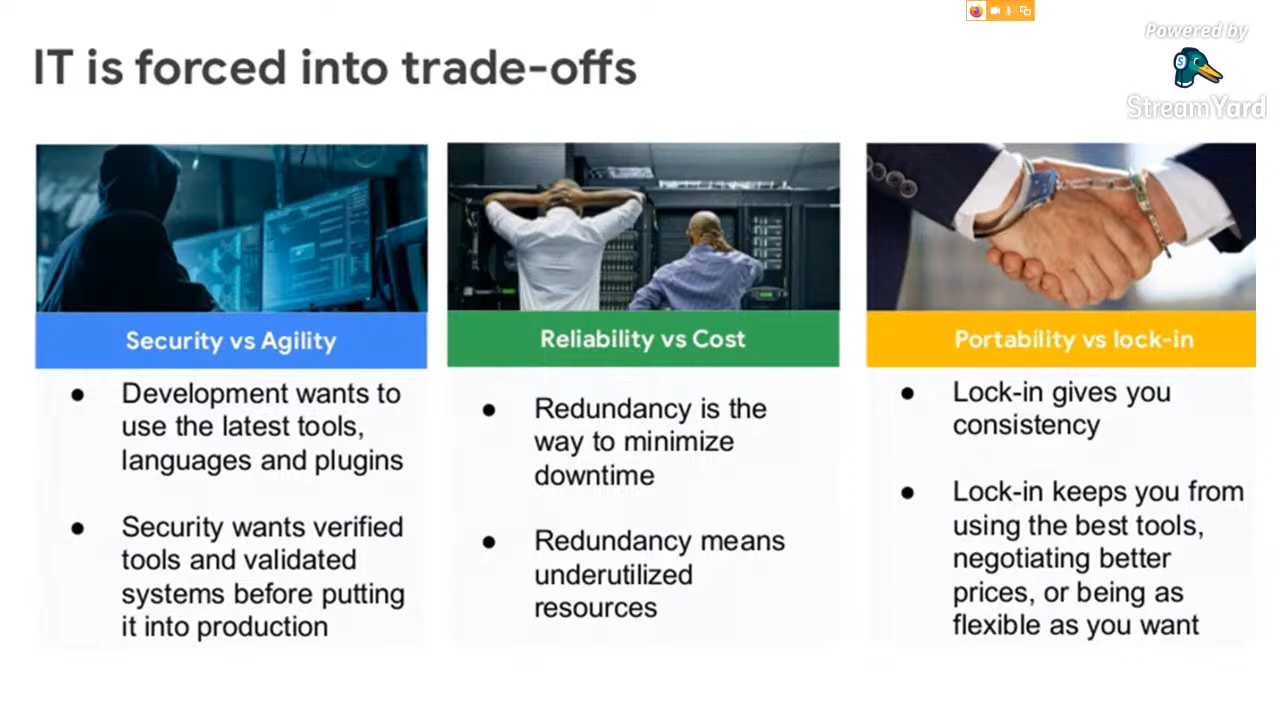 IT is forced into trade-offs
Powered by
StreamYard
Security vs Agility
● Development wants to
use the latest tools,
languages and plugins
● Security wants verified
tools and validated
systems before putting
it into production
Reliability vs Cost
● Redundancy is the
way to minimize
downtime
● Redundancy means
underutilized
resources
Portability vs lock-in
● Lock-in gives you
consistency
● Lock-in keeps you from
using the best tools,
negotiating better
prices, or being as
flexible as you want